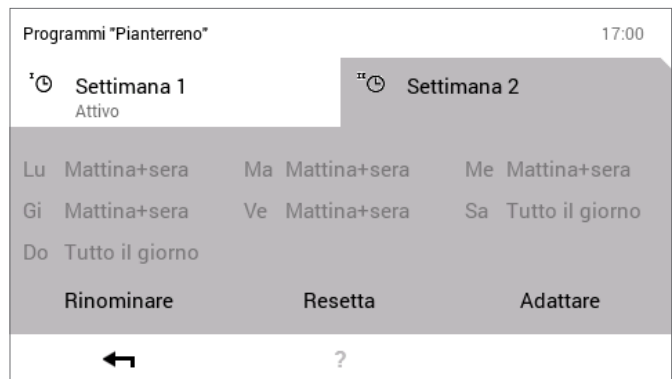 Programmi "Pianterreno" 17:00
I Settimana 1 II Settimana 2
Attivo
Lu Mattina+sera Ma Mattina+sera Me Mattina+sera
Gi Mattina+sera Ve Mattina+sera Sa Tutto il giorno
Do Tutto il giorno
Rinominare Resetta Adattare
?